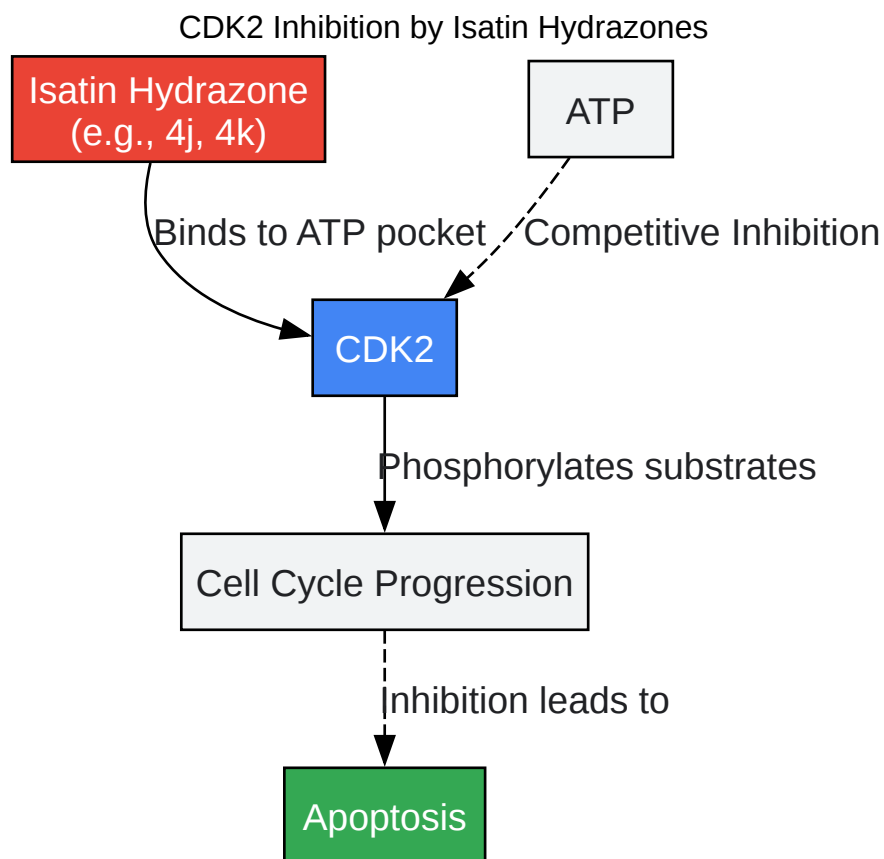 CDK2 Inhibition by Isatin Hydrazones
Isatin Hydrazone
(e.g., 4j, 4k)
ATP
Binds to ATP pocket
Competitive Inhibition
CDK2
Phosphorylates substrates
Cell Cycle Progression
Inhibition leads to
Apoptosis